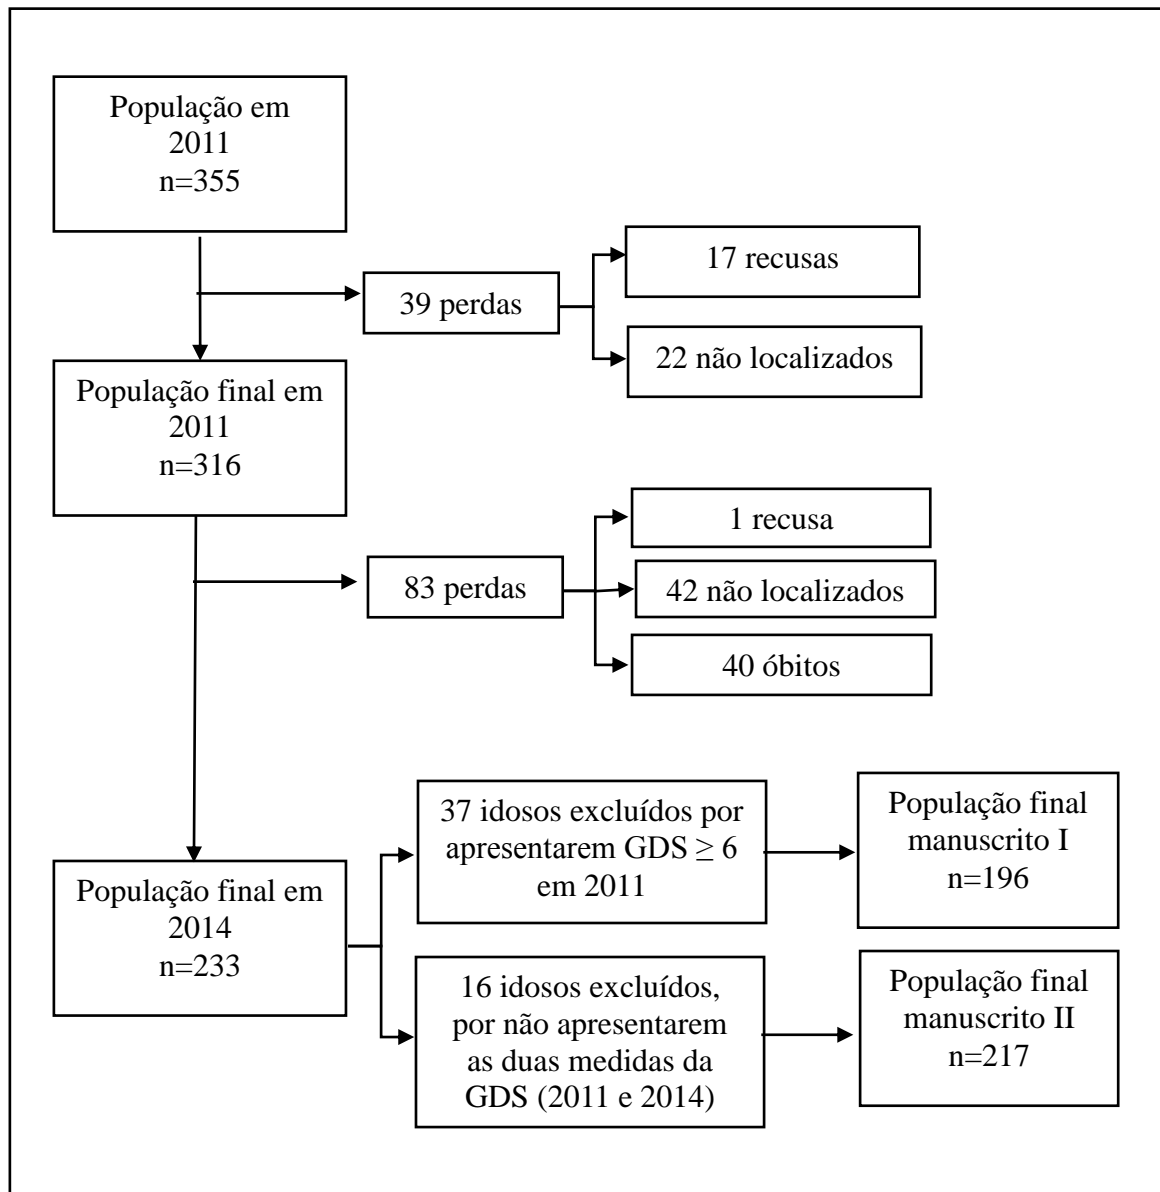 População em
2011
n=355
17 recusas
39 perdas
22 não localizados
População final em
2011
n=316
1 recusa
83 perdas
42 não localizados
40 óbitos
37 idosos excluídos por
apresentarem GDS ≥ 6
em 2011
População final
manuscrito I
n=196
População final em
2014
n=233
16 idosos excluídos,
por não apresentarem
as duas medidas da
GDS (2011 e 2014)
População final
manuscrito II
n=217